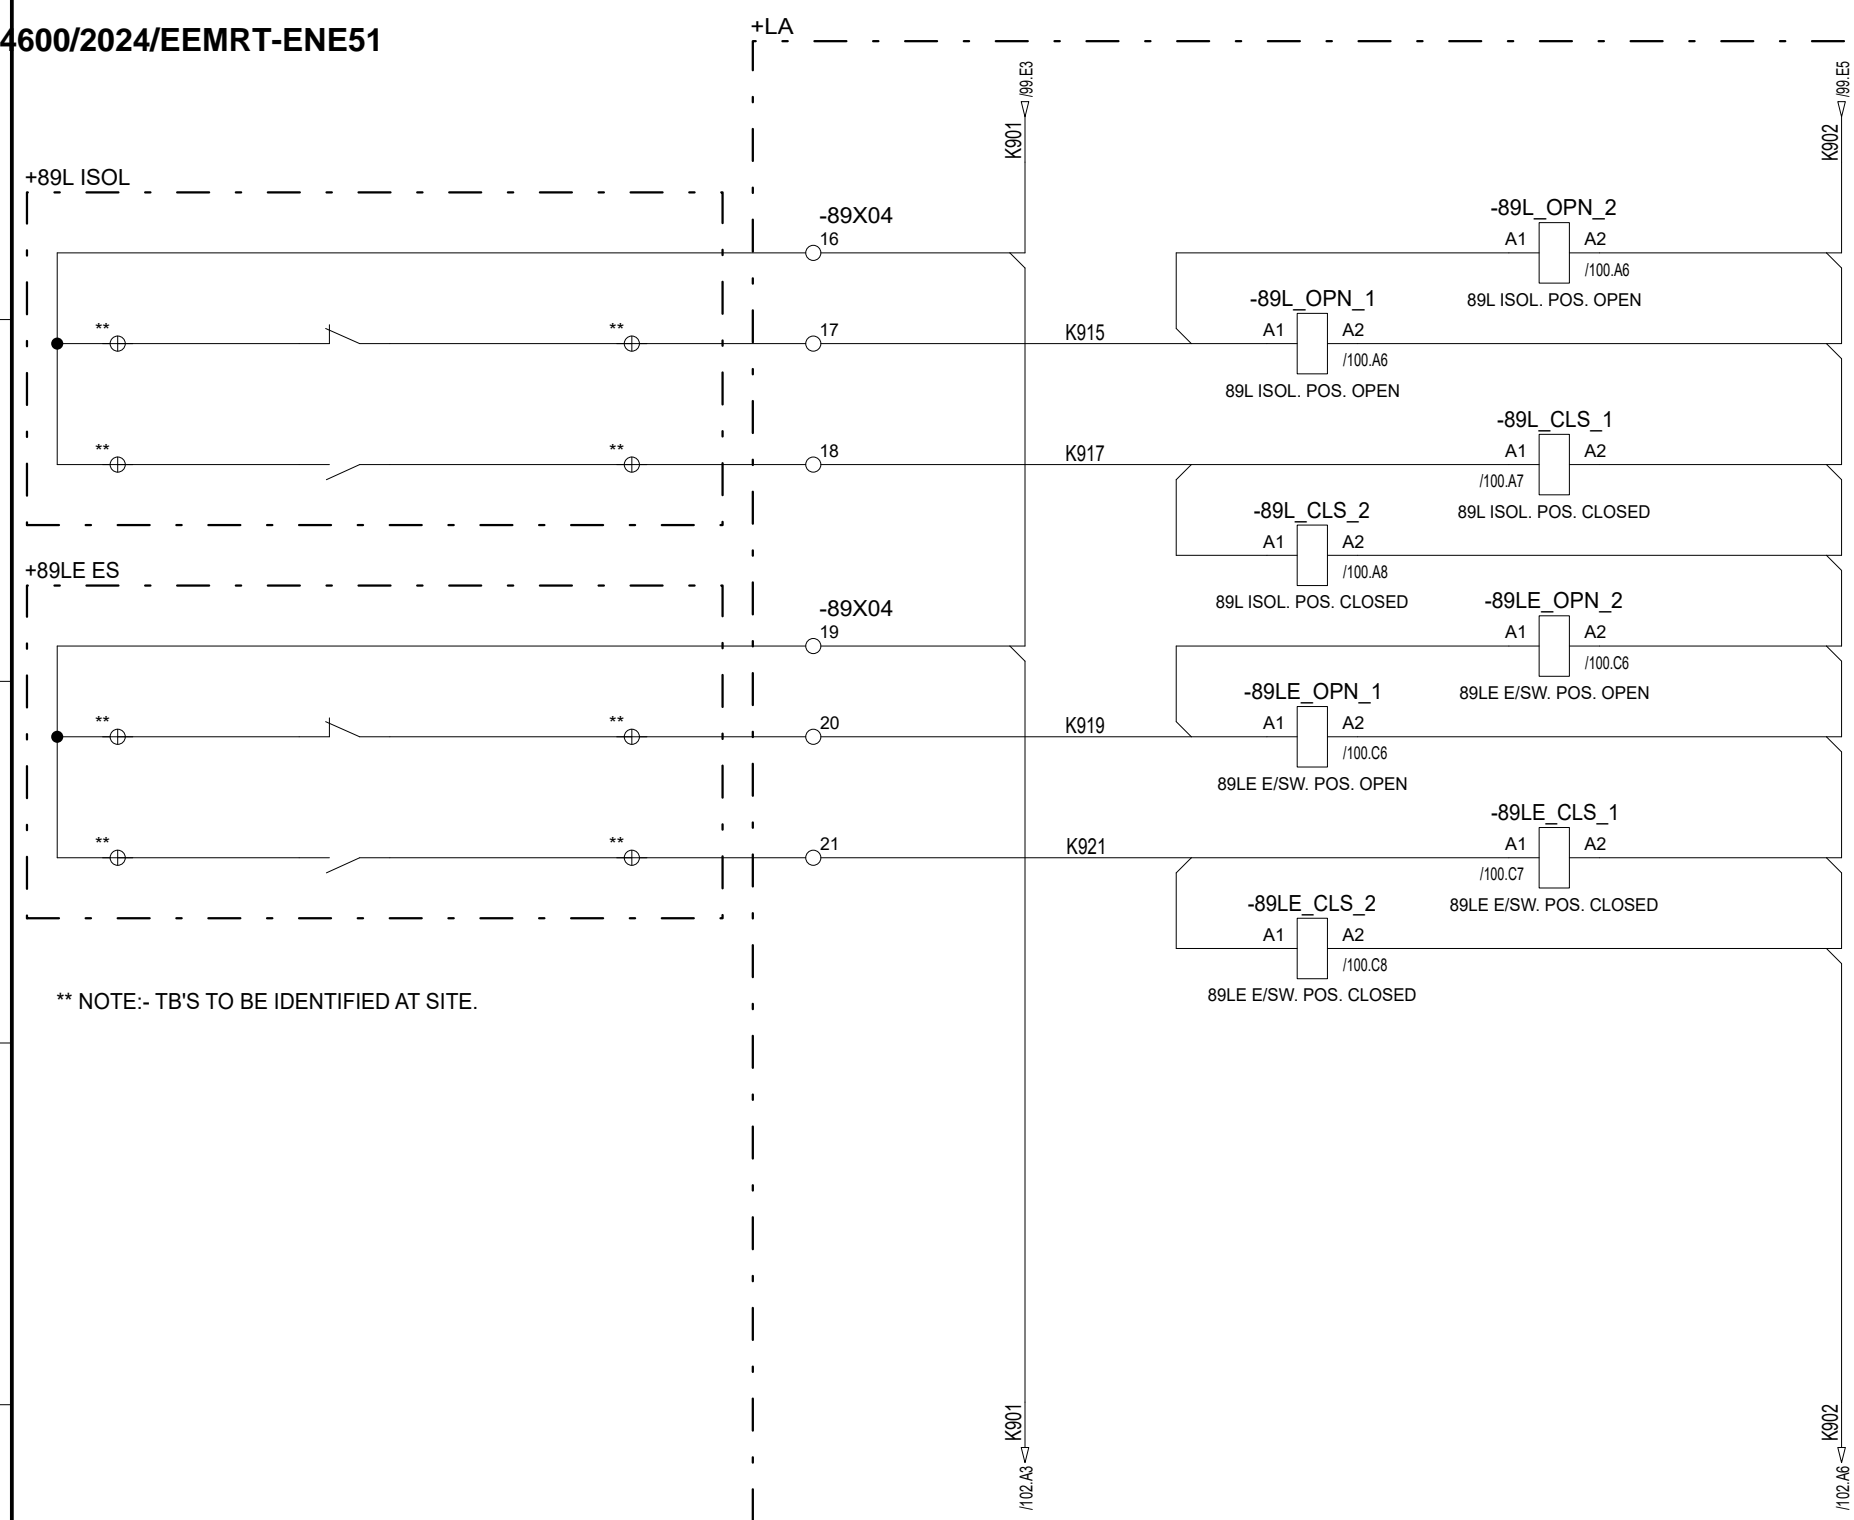 4600/2024/EEMRT-ENE51
+LA
/99.E3
/99.E5
K901
K902
+89L ISOL
-89X04
16
-89L_OPN_2
A1 A2
/100.A6
89L ISOL. POS. OPEN
-89L_OPN_1
** ** 17 K915 A1 A2
/100.A6
89L ISOL. POS. OPEN
-89L_CLS_1
** ** 18 K917 A1 A2
/100.A7
89L ISOL. POS. CLOSED
-89L_CLS_2
A1 A2
/100.A8
89L ISOL. POS. CLOSED
+89LE ES
-89X04
19
-89LE_OPN_2
A1 A2
/100.C6
89LE E/SW. POS. OPEN
-89LE_OPN_1
** ** 20 K919 A1 A2
/100.C6
89LE E/SW. POS. OPEN
-89LE_CLS_1
** ** 21 K921 A1 A2
/100.C7
89LE E/SW. POS. CLOSED
-89LE_CLS_2
A1 A2
/100.C8
89LE E/SW. POS. CLOSED
** NOTE:- TB'S TO BE IDENTIFIED AT SITE.
K901
K902
/102.A3
/102.A6